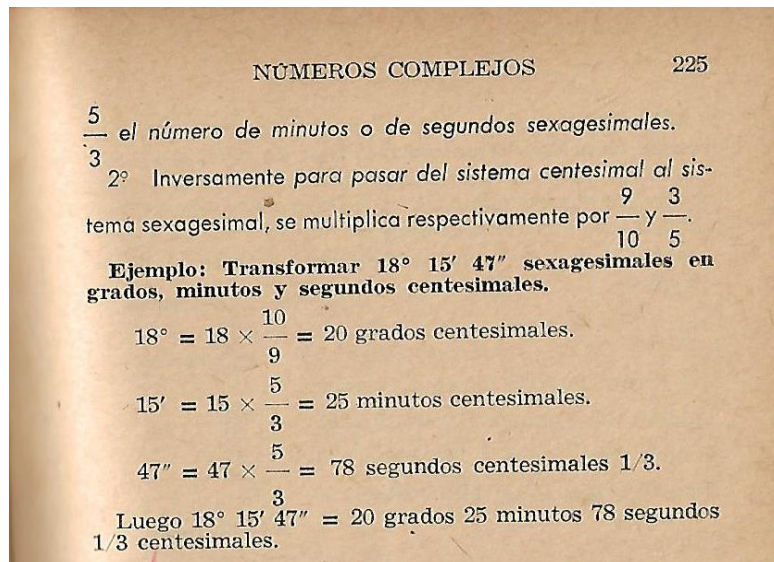 NÚMEROS COMPLEJOS 225
5/3 el número de minutos o de segundos sexagesimales.
2º Inversamente para pasar del sistema centesimal al sis-
tema sexagesimal, se multiplica respectivamente por 9/10 y 3/5.
Ejemplo: Transformar 18° 15′ 47″ sexagesimales en
grados, minutos y segundos centesimales.
18° = 18 × 10/9 = 20 grados centesimales.
15′ = 15 × 5/3 = 25 minutos centesimales.
47″ = 47 × 5/3 = 78 segundos centesimales 1/3.
Luego 18° 15′ 47″ = 20 grados 25 minutos 78 segundos
1/3 centesimales.